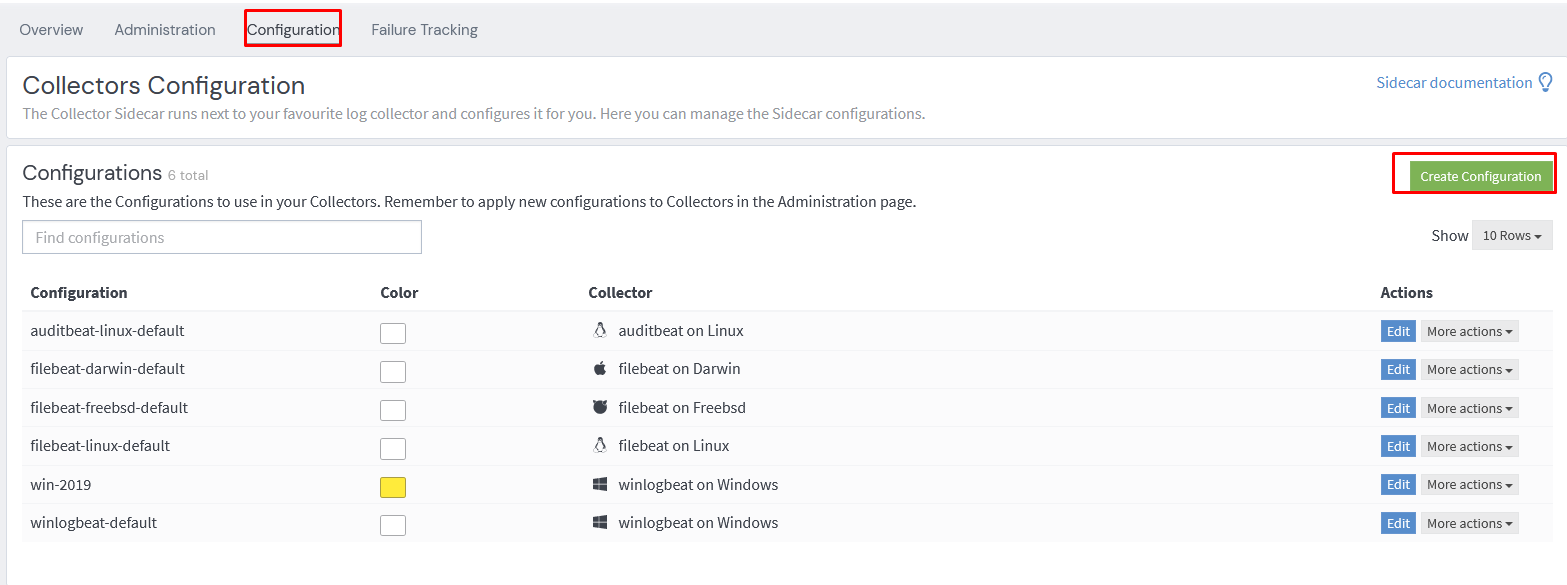 Overview Administration Configuration Failure Tracking
Collectors Configuration
Sidecar documentation
The Collector Sidecar runs next to your favourite log collector and configures it for you. Here you can manage the Sidecar configurations.
Configurations 6 total
Create Configuration
These are the Configurations to use in your Collectors. Remember to apply new configurations to Collectors in the Administration page.
Find configurations
Show 10 Rows
Configuration Color Collector Actions
auditbeat-linux-default auditbeat on Linux Edit More actions
filebeat-darwin-default filebeat on Darwin Edit More actions
filebeat-freebsd-default filebeat on Freebsd Edit More actions
filebeat-linux-default filebeat on Linux Edit More actions
win-2019 winlogbeat on Windows Edit More actions
winlogbeat-default winlogbeat on Windows Edit More actions